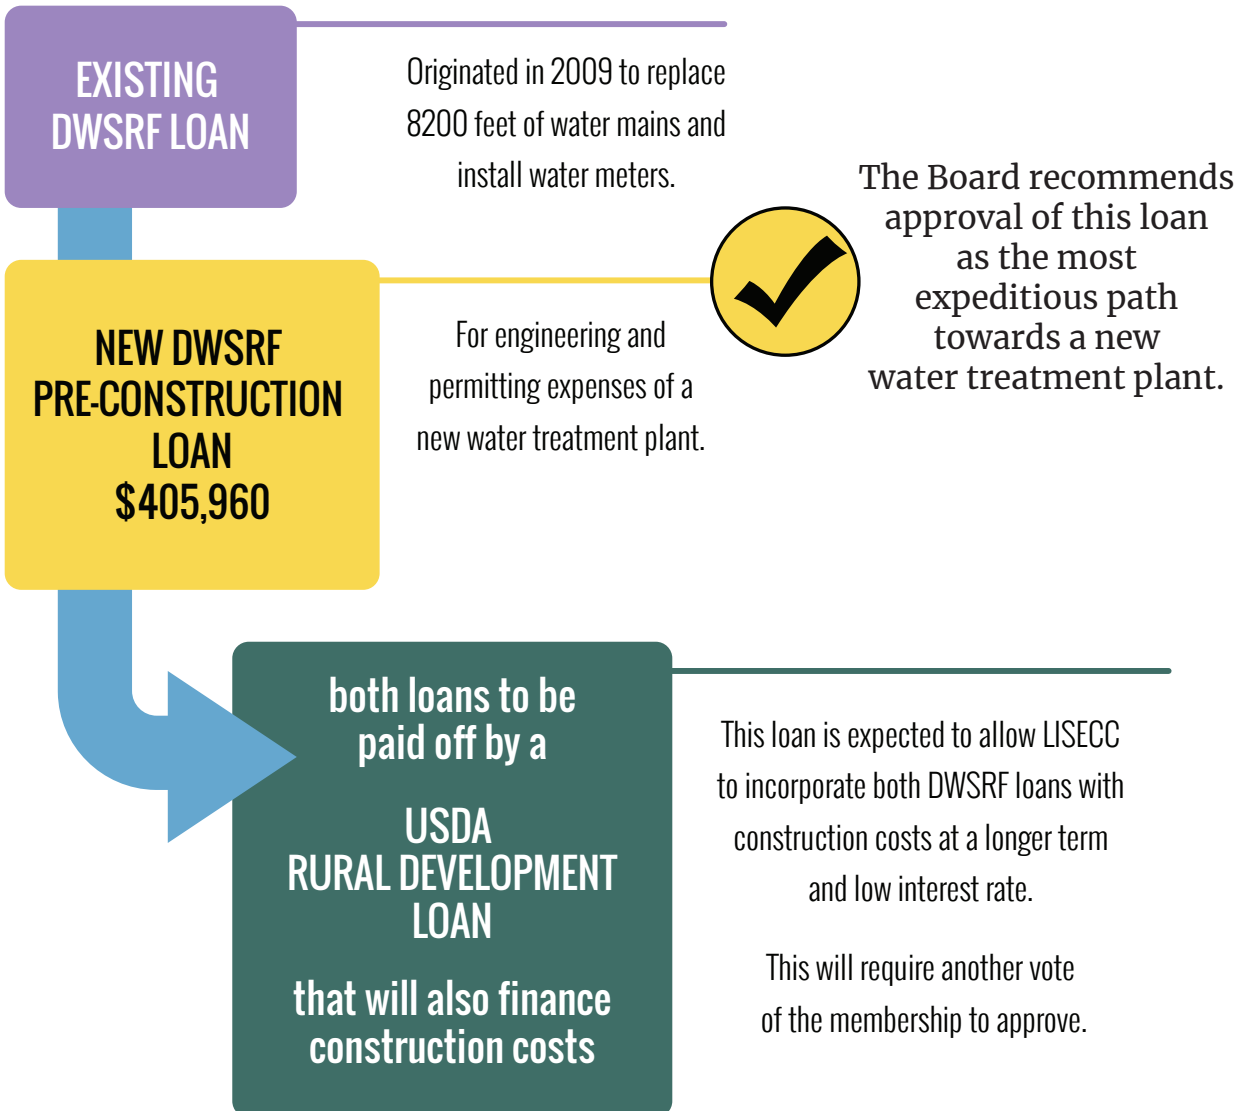 EXISTING
DWSRF LOAN
Originated in 2009 to replace
8200 feet of water mains and
install water meters.
The Board recommends
approval of this loan
as the most
expeditious path
towards a new
water treatment plant.
NEW DWSRF
PRE-CONSTRUCTION
LOAN
$405,960
For engineering and
permitting expenses of a
new water treatment plant.
both loans to be
paid off by a
USDA
RURAL DEVELOPMENT
LOAN
that will also finance
construction costs
This loan is expected to allow LISECC
to incorporate both DWSRF loans with
construction costs at a longer term
and low interest rate.
This will require another vote
of the membership to approve.